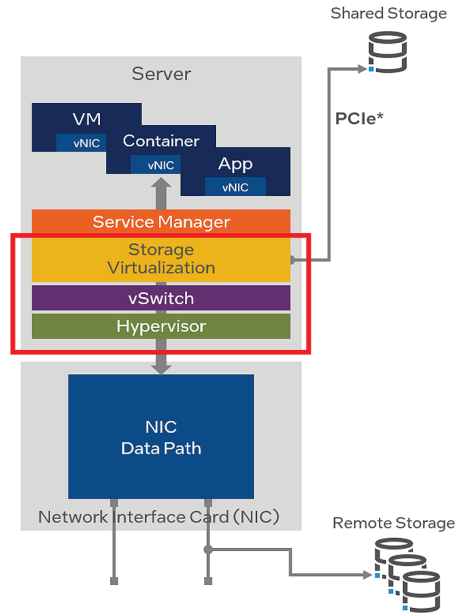 Shared Storage
Server
PCIe*
VM
vNIC
Container
vNIC
App
vNIC
Service Manager
Storage
Virtualization
vSwitch
Hypervisor
NIC
Data Path
Network Interface Card (NIC)
Remote Storage